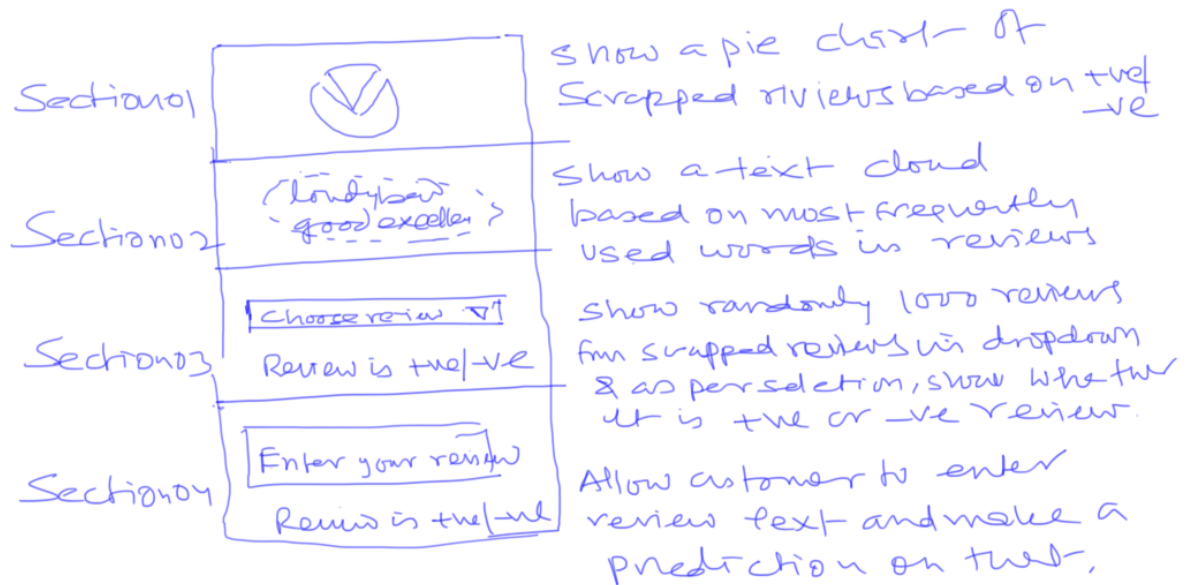 Section01
Show a pie chart of
Scrapped riviews based on +ve/
-ve
Section02
good excellen
Show a text cloud
based on most frequently
used words in reviews
Section03
Choose reiew
Review is +ve/-ve
Show randomly 1000 reviews
from scrapped reviews in dropdown
& as per seletion, show whether
it is +ve or -ve review.
Section04
Enter your review
Review is +ve/-ve
Allow customer to enter
review text and make a
prediction on that.